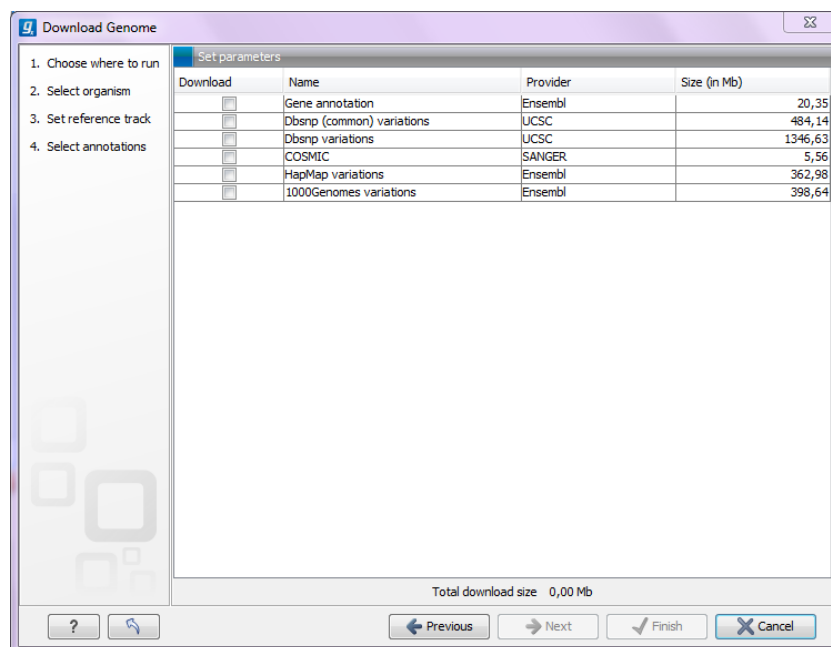 Download Genome
1. Choose where to run
2. Select organism
3. Set reference track
4. Select annotations
Set parameters
Download Name Provider Size (in Mb)
Gene annotation Ensembl 20,35
Dbsnp (common) variations UCSC 484,14
Dbsnp variations UCSC 1346,63
COSMIC SANGER 5,56
HapMap variations Ensembl 362,98
1000Genomes variations Ensembl 398,64
Total download size 0,00 Mb
? Previous Next Finish Cancel